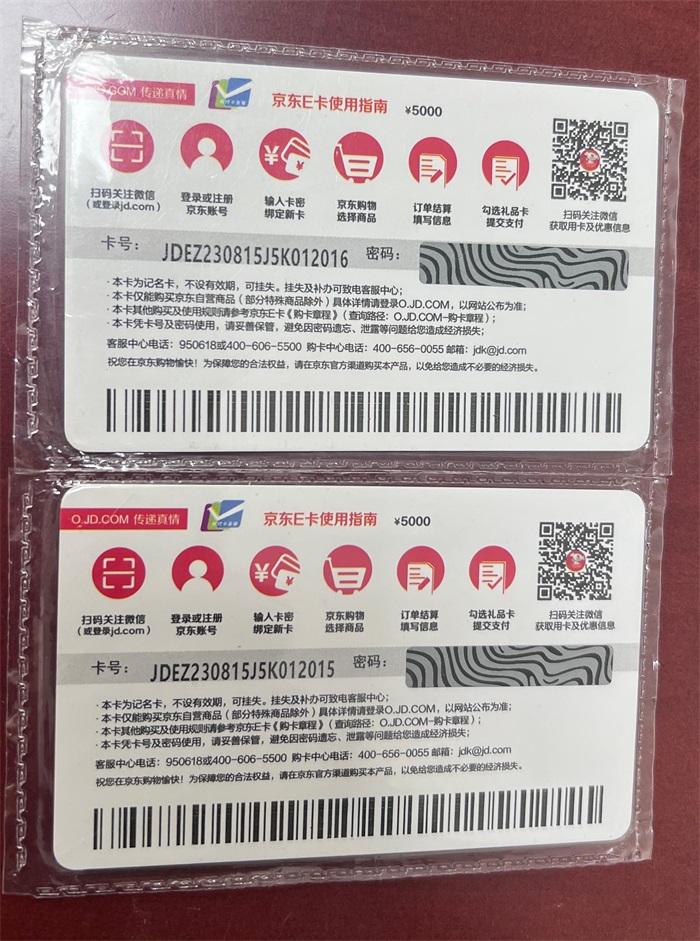 O.JD.COM 传递真情
京东E卡使用指南 ¥5000
扫码关注微信
(或登录jd.com)
登录或注册
京东账号
输入卡密
绑定新卡
京东购物
选择商品
订单结算
填写信息
勾选礼品卡
提交支付
扫码关注微信
获取用卡及优惠信息
卡号: JDEZ230815J5K012016 密码:
·本卡为记名卡,不设有效期,可挂失。挂失及补办可致电客服中心;
·本卡仅能购买京东自营商品(部分特殊商品除外)具体详情请登录O.JD.COM,以网站公布为准;
·本卡其他购买及使用规则请参考京东E卡《购卡章程》(查询路径:O.JD.COM-购卡章程);
·本卡凭卡号及密码使用,请妥善保管,避免因密码遗忘、泄露等问题给您造成经济损失。
客服中心电话:950618或400-606-5500 购卡中心电话:400-656-0055 邮箱:jdk@jd.com
祝您在京东购物愉快!为保障您的合法权益,请在京东官方渠道购买本产品,以免给您造成不必要的经济损失。
O.JD.COM 传递真情
京东E卡使用指南 ¥5000
扫码关注微信
(或登录jd.com)
登录或注册
京东账号
输入卡密
绑定新卡
京东购物
选择商品
订单结算
填写信息
勾选礼品卡
提交支付
扫码关注微信
获取用卡及优惠信息
卡号: JDEZ230815J5K012015 密码:
·本卡为记名卡,不设有效期,可挂失。挂失及补办可致电客服中心;
·本卡仅能购买京东自营商品(部分特殊商品除外)具体详情请登录O.JD.COM,以网站公布为准;
·本卡其他购买及使用规则请参考京东E卡《购卡章程》(查询路径:O.JD.COM-购卡章程);
·本卡凭卡号及密码使用,请妥善保管,避免因密码遗忘、泄露等问题给您造成经济损失。
客服中心电话:950618或400-606-5500 购卡中心电话:400-656-0055 邮箱:jdk@jd.com
祝您在京东购物愉快!为保障您的合法权益,请在京东官方渠道购买本产品,以免给您造成不必要的经济损失。